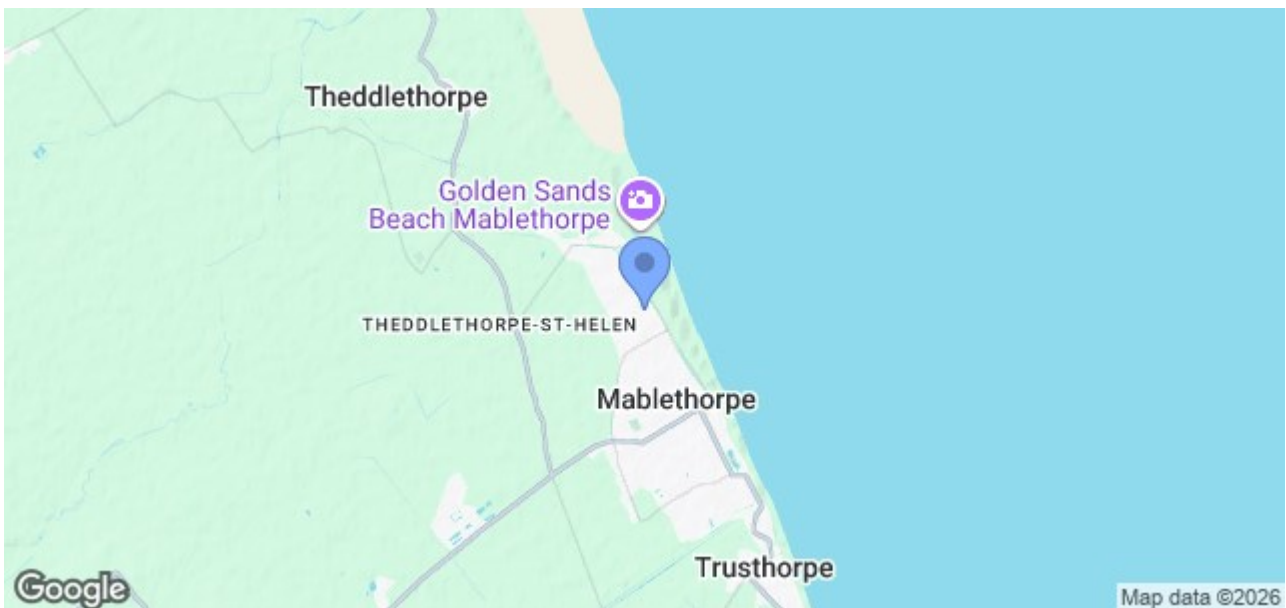 Theddlethorpe
Golden Sands
Beach Mablethorpe
THEDDLETHORPE-ST-HELEN
Mablethorpe
Trusthorpe
Google
Map data ©2026